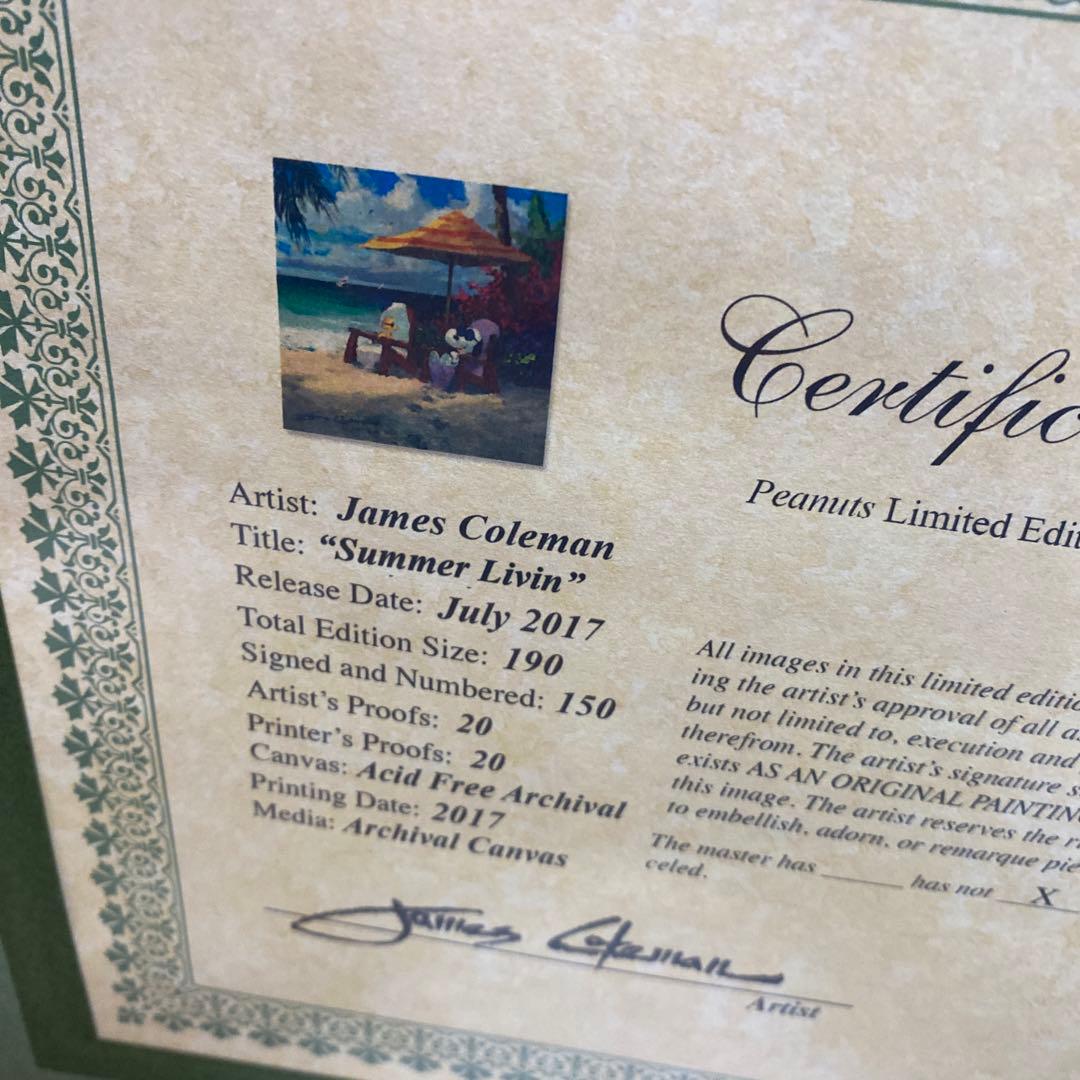 Certific
Peanuts Limited Edit
Artist: James Coleman
Title: “Summer Livin”
Release Date: July 2017
Total Edition Size: 190
Signed and Numbered: 150
Artist's Proofs: 20
Printer's Proofs: 20
Canvas: Acid Free Archival
Printing Date: 2017
Media: Archival Canvas
All images in this limited editio
ing the artist's approval of all a
but not limited to, execution and
therefrom. The artist's signature s
exists AS AN ORIGINAL PAINTIN
this image. The artist reserves the r
to embellish, adorn, or remarque pie
The master has ______ has not __X
celed.
James Coleman
Artist